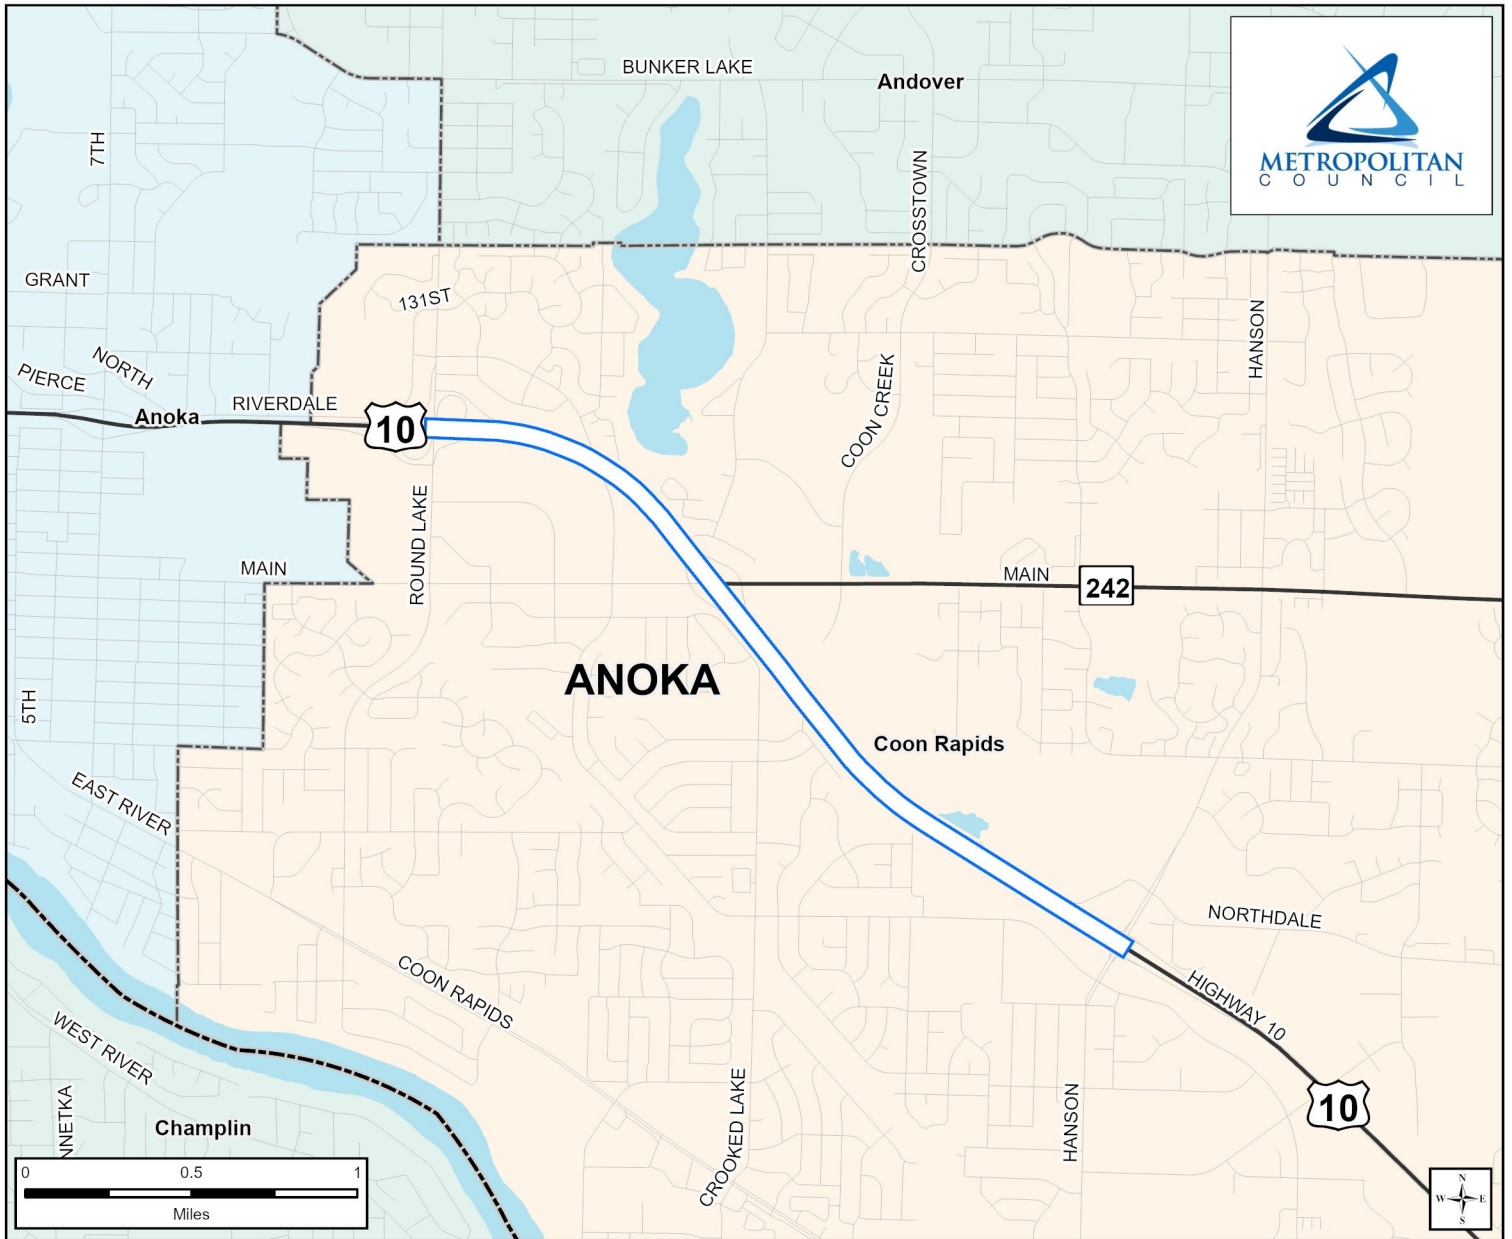 BUNKER LAKE
Andover
METROPOLITAN
COUNCIL
7TH
CROSSTOWN
GRANT
131ST
HANSON
NORTH
PIERCE
COON CREEK
RIVERDALE
Anoka
10
ROUND LAKE
MAIN
MAIN
242
ANOKA
5TH
Coon Rapids
EAST RIVER
NORTHDALE
COON RAPIDS
HIGHWAY 10
WEST RIVER
NNETKA
CROOKED LAKE
HANSON
10
Champlin
0 0.5 1
Miles
N
W E
S